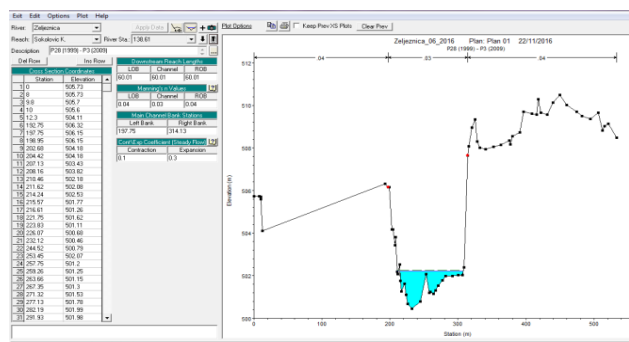 Exit Edit Options Plot Help
River: Zeljeznica Apply Data
Reach: Sokolovic K. River Sta.: 138.61
Description P28 (1999) - P3 (2009)
Del Row Ins Row
Cross Section Coordinates
Station Elevation
1 0 505.73
2 8 505.73
3 9.8 505.7
4 10 505.6
5 12.3 504.11
6 192.75 506.32
7 197.75 506.15
8 198.95 506.15
9 202.68 504.18
10 204.42 504.18
11 207.13 503.43
12 208.16 503.82
13 210.46 502.18
14 211.62 502.08
15 214.24 502.53
16 215.57 501.77
17 216.61 501.26
18 221.75 501.62
19 223.83 501.11
20 226.07 500.68
21 232.12 500.46
22 244.52 500.79
23 253.45 502.07
24 257.75 501.2
25 259.26 501.25
26 263.66 501.15
27 267.35 501.3
28 271.32 501.53
29 277.13 501.78
30 282.19 501.99
31 291.93 501.98
Downstream Reach Lengths
LOB Channel ROB
60.01 60.01 60.01
Manning's n Values
LOB Channel ROB
0.04 0.03 0.04
Main Channel Bank Stations
Left Bank Right Bank
197.75 314.13
Cont\Exp Coefficient (Steady Flow)
Contraction Expansion
0.1 0.3
Plot Options Keep Prev XS Plots Clear Prev
Zeljeznica_06_2016 Plan: Plan 01 22/11/2016
P28 (1999) - P3 (2009)
.04 .03 .04
Elevation (m)
512
510
508
506
504
502
500
0 100 200 300 400 500
Station (m)